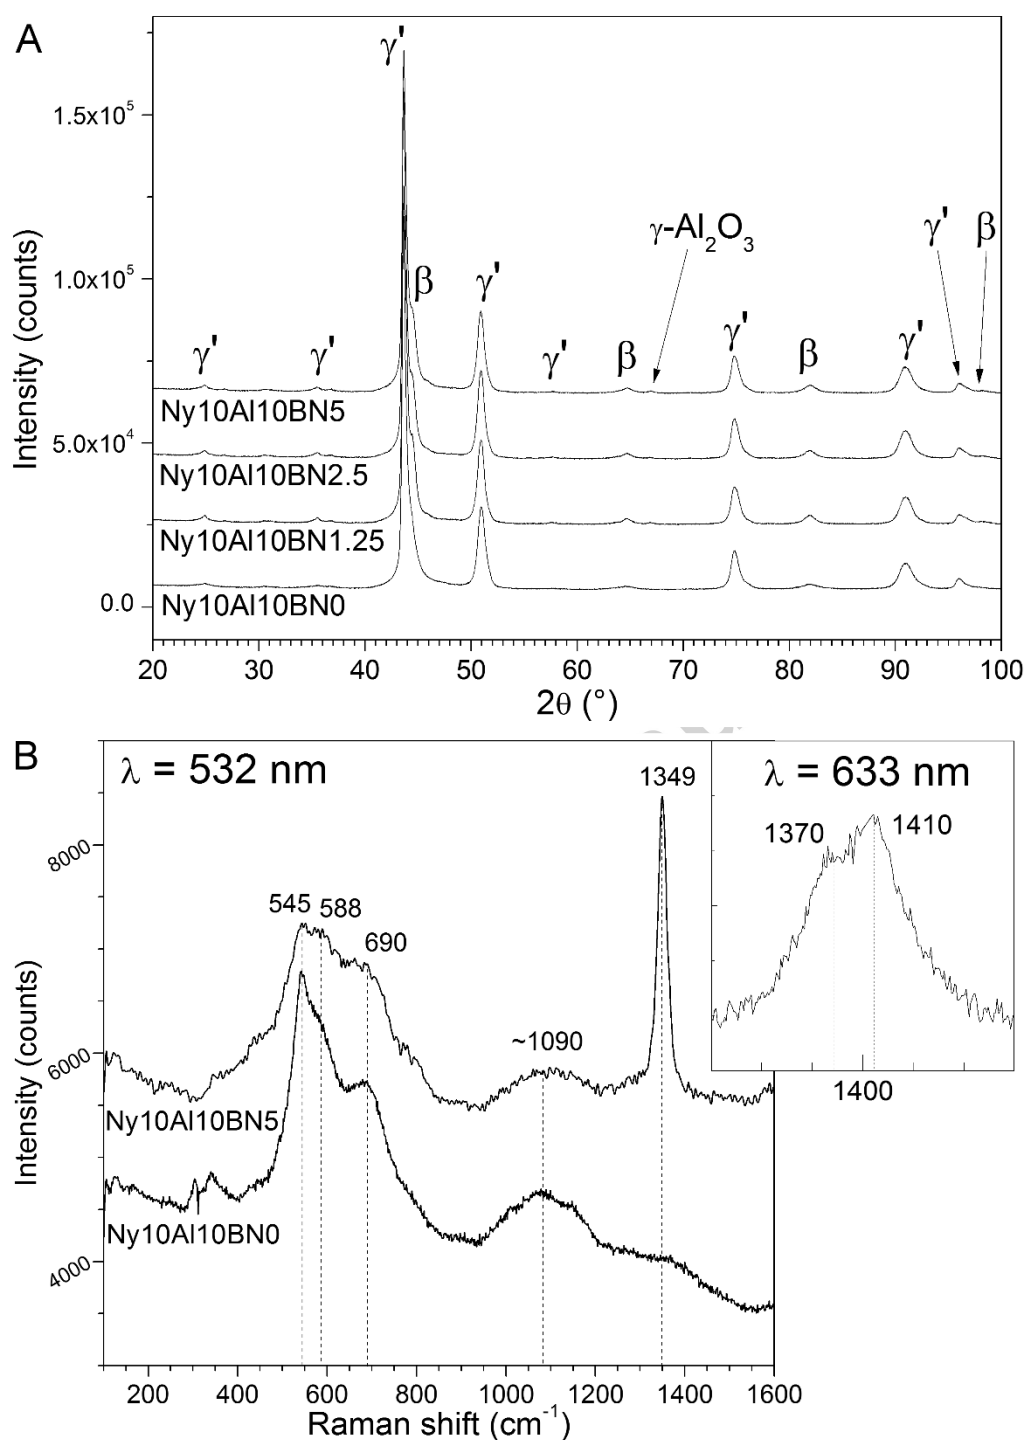 A
γ'
1.5x10^5
γ-Al2O3
γ' β
1.0x10^5
β γ'
γ' γ' γ' β γ' β γ'
Ny10Al10BN5
5.0x10^4
Ny10Al10BN2.5
Ny10Al10BN1.25
0.0
Ny10Al10BN0
Intensity (counts)
20 30 40 50 60 70 80 90 100
2θ (°)
B
λ = 532 nm
1349
8000
545 588
690
6000
~1090
Ny10Al10BN5
Ny10Al10BN0
4000
Intensity (counts)
200 400 600 800 1000 1200 1400 1600
Raman shift (cm^-1)
λ = 633 nm
1370
1410
1400